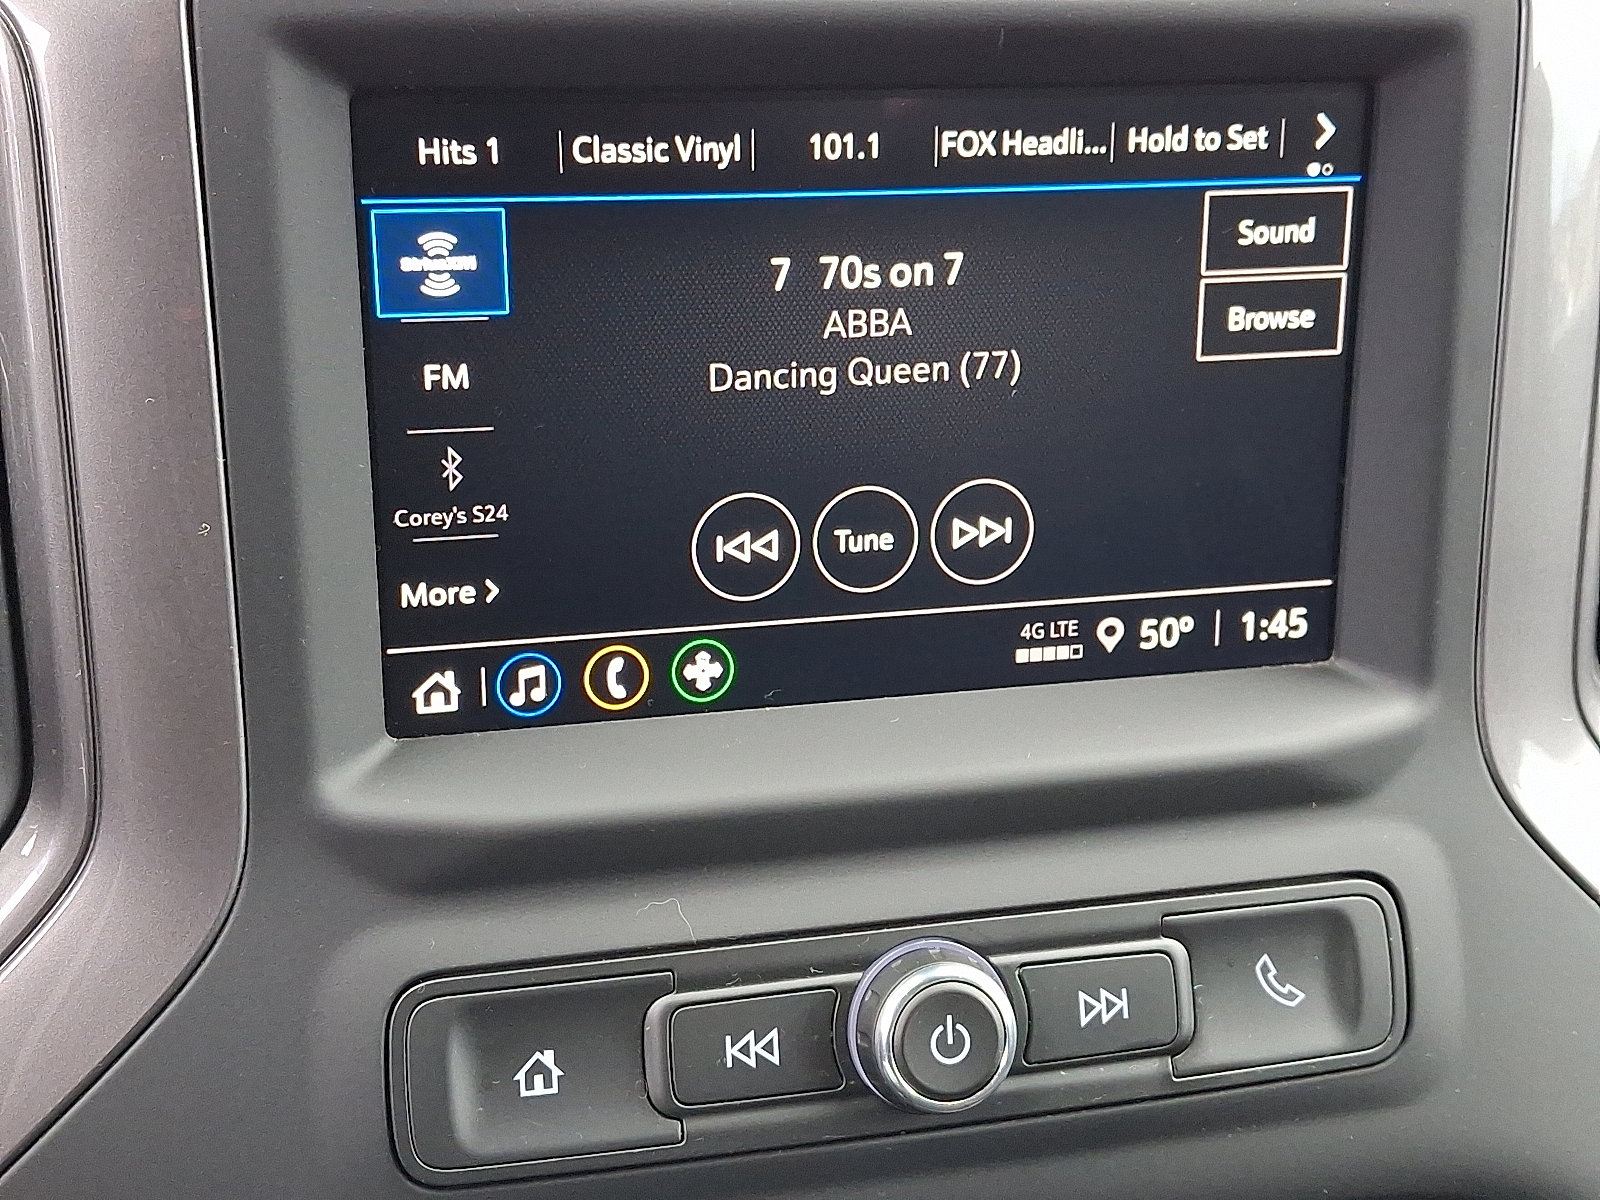 Hits 1 Classic Vinyl 101.1 FOX Headli... Hold to Set
SiriusXM
Sound
7 70s on 7
ABBA
Browse
Dancing Queen (77)
FM
Corey's S24
Tune
More
4G LTE 50° 1:45